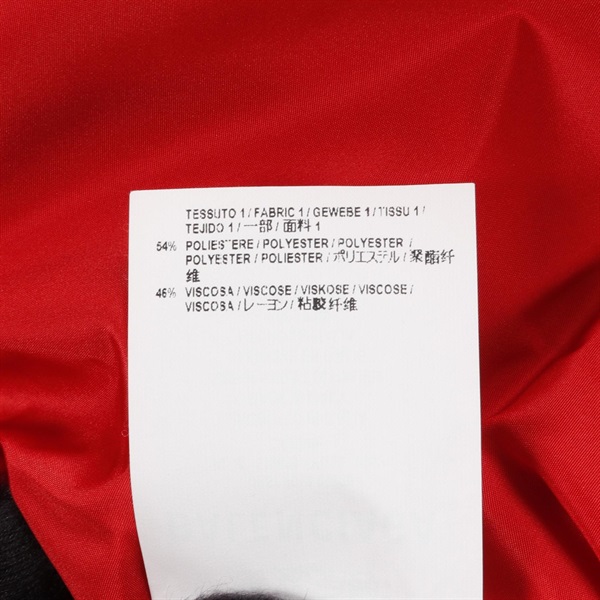 TESSUTO 1 / FABRIC 1 / GEWEBE 1 / TISSU 1 /
TEJIDO 1 / 一部 / 面料 1
54% POLIESTERE / POLYESTER / POLYESTER /
POLYESTER / POLIESTER / ポリエステル / 聚酯纤
维
46% VISCOSA / VISCOSE / VISKOSE / VISCOSE /
VISCOSA / レーヨン / 粘胶纤维